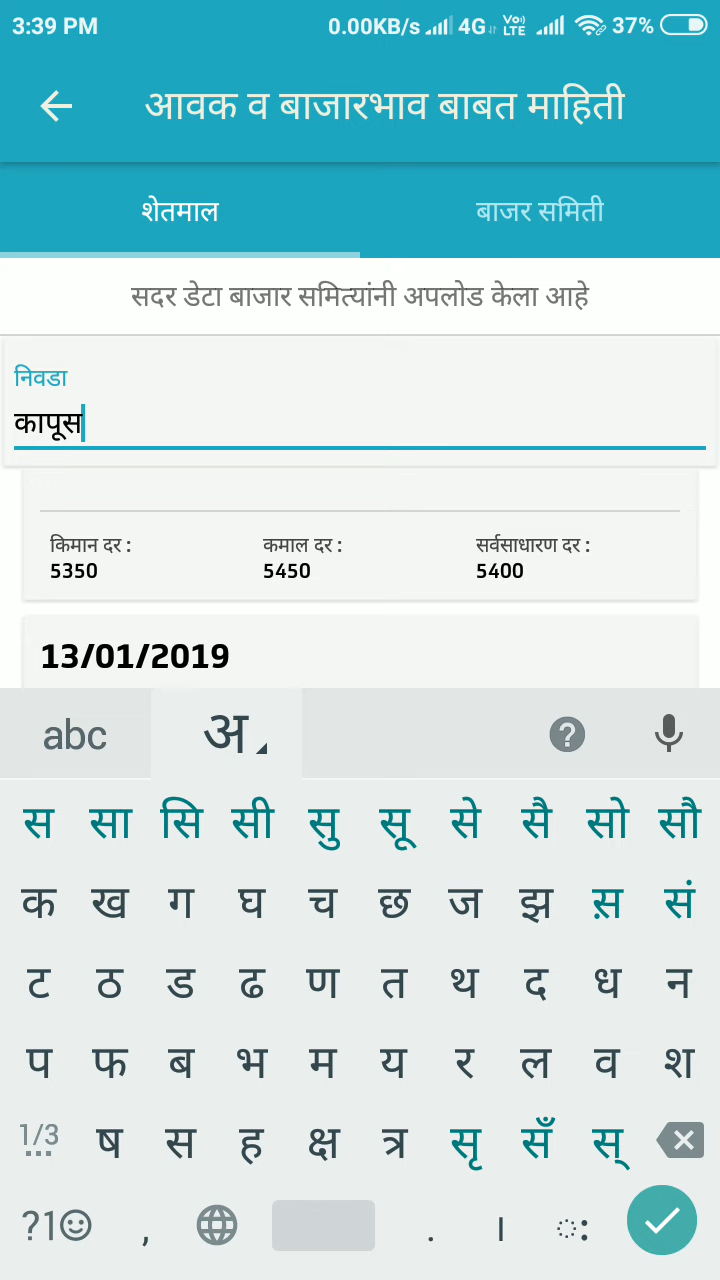 3:39 PM 0.00KB/s 4G VoLTE 37%
आवक व बाजारभाव बाबत माहिती
शेतमाल बाजर समिती
सदर डेटा बाजार समित्यांनी अपलोड केला आहे
निवडा
कापूस
किमान दर : कमाल दर : सर्वसाधारण दर :
5350 5450 5400
13/01/2019
abc अ ?
स सा सि सी सु सू से सै सो सौ
क ख ग घ च छ ज झ स़ सं
ट ठ ड ढ ण त थ द ध न
प फ ब भ म य र ल व श
1/3 ष स ह क्ष त्र सृ सँ स्
?1☺ , . । ः